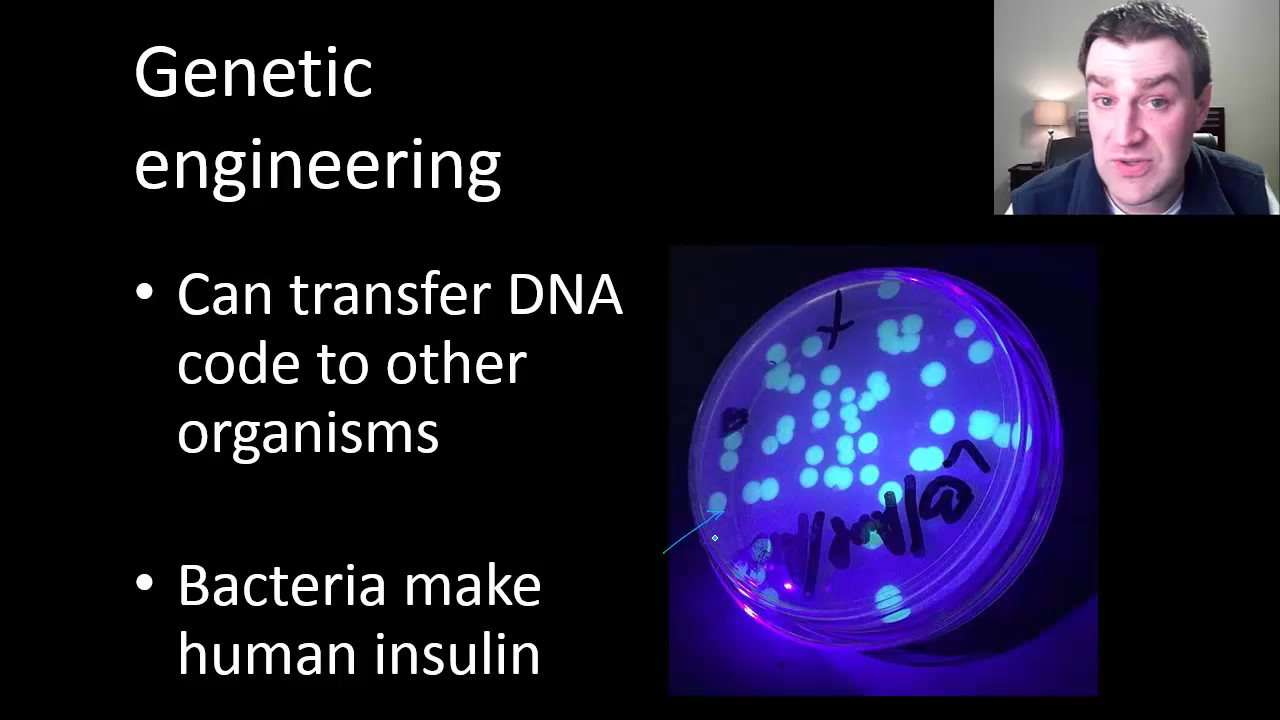 Genetic
engineering
• Can transfer DNA
code to other
organisms
• Bacteria make
human insulin